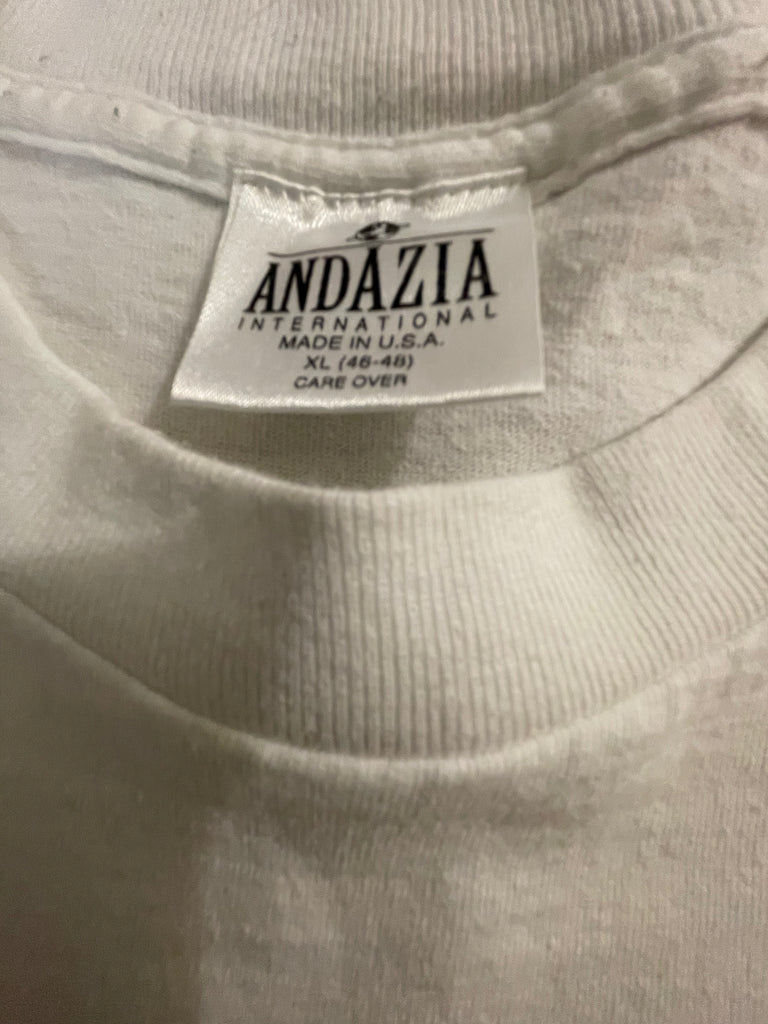 ANDAZIA
INTERNATIONAL
MADE IN U.S.A.
XL (46-48)
CARE OVER